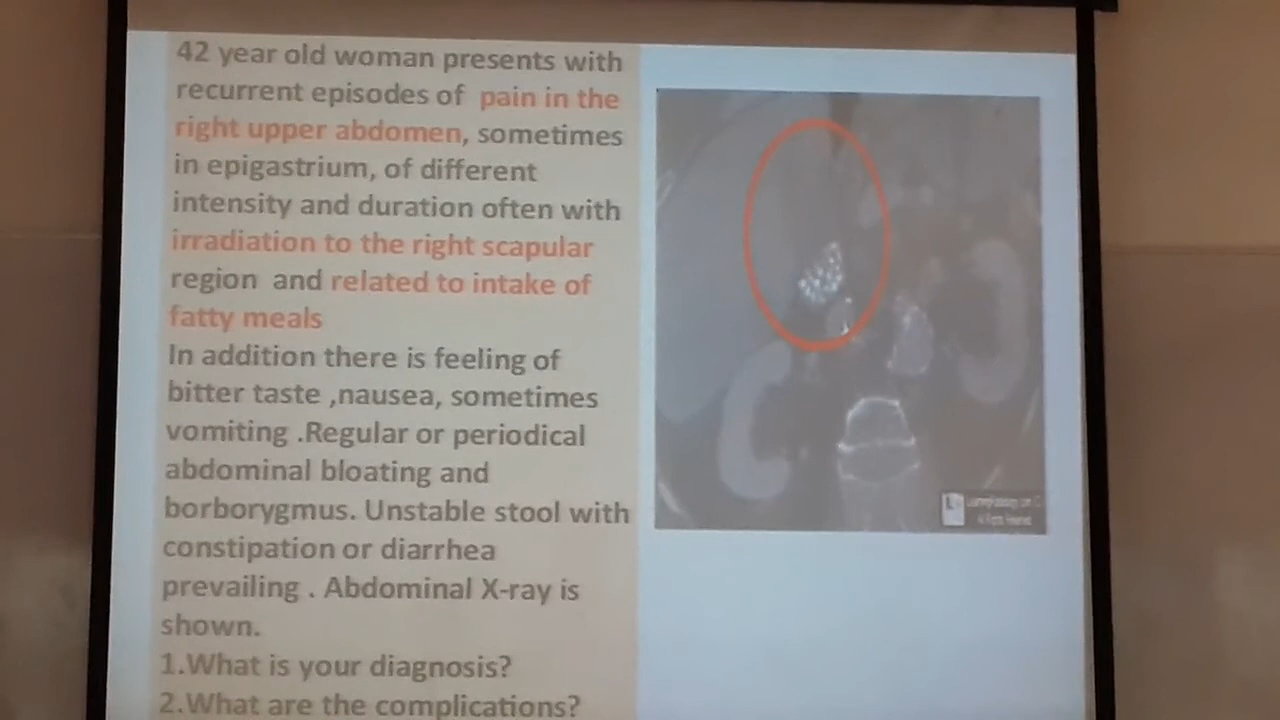 42 year old woman presents with
recurrent episodes of pain in the
right upper abdomen, sometimes
in epigastrium, of different
intensity and duration often with
irradiation to the right scapular
region and related to intake of
fatty meals
In addition there is feeling of
bitter taste ,nausea, sometimes
vomiting .Regular or periodical
abdominal bloating and
borborygmus. Unstable stool with
constipation or diarrhea
prevailing . Abdominal X-ray is
shown.
1.What is your diagnosis?
2.What are the complications?